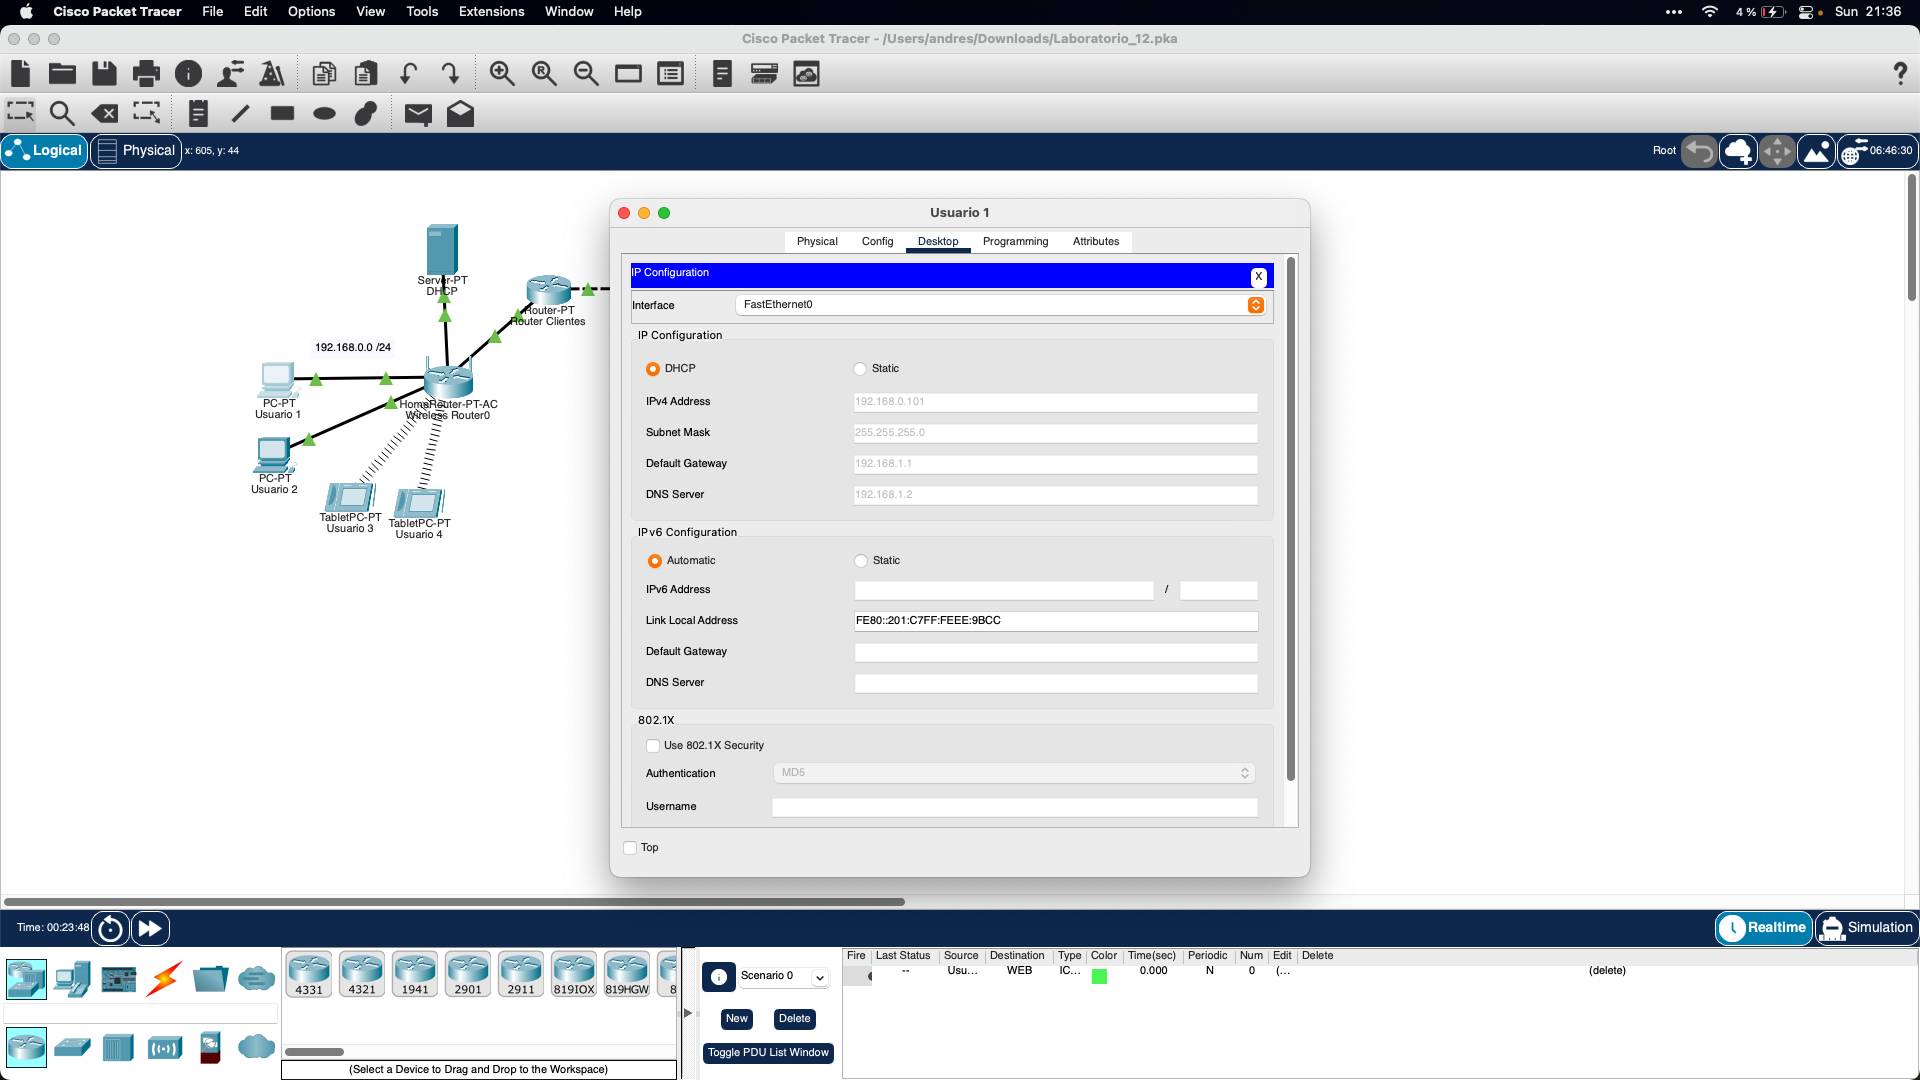 Cisco Packet Tracer File Edit Options View Tools Extensions Window Help
4 % Sun 21:36
Cisco Packet Tracer - /Users/andres/Downloads/Laboratorio_12.pka
Logical Physical x: 605, y: 44
Root 06:46:30
Server-PT
DHCP
Router-PT
Router Clientes
192.168.0.0 /24
PC-PT
Usuario 1
HomeRouter-PT-AC
Wireless Router0
PC-PT
Usuario 2
TabletPC-PT
Usuario 3
TabletPC-PT
Usuario 4
Usuario 1
Physical Config Desktop Programming Attributes
IP Configuration X
Interface FastEthernet0
IP Configuration
DHCP Static
IPv4 Address 192.168.0.101
Subnet Mask 255.255.255.0
Default Gateway 192.168.1.1
DNS Server 192.168.1.2
IPv6 Configuration
Automatic Static
IPv6 Address /
Link Local Address FE80::201:C7FF:FEEE:9BCC
Default Gateway
DNS Server
802.1X
Use 802.1X Security
Authentication MD5
Username
Top
Time: 00:23:48
Realtime Simulation
4331 4321 1941 2901 2911 819IOX 819HGW 8
(Select a Device to Drag and Drop to the Workspace)
Scenario 0
New Delete
Toggle PDU List Window
Fire Last Status Source Destination Type Color Time(sec) Periodic Num Edit Delete
-- Usu... WEB IC... 0.000 N 0 (... (delete)